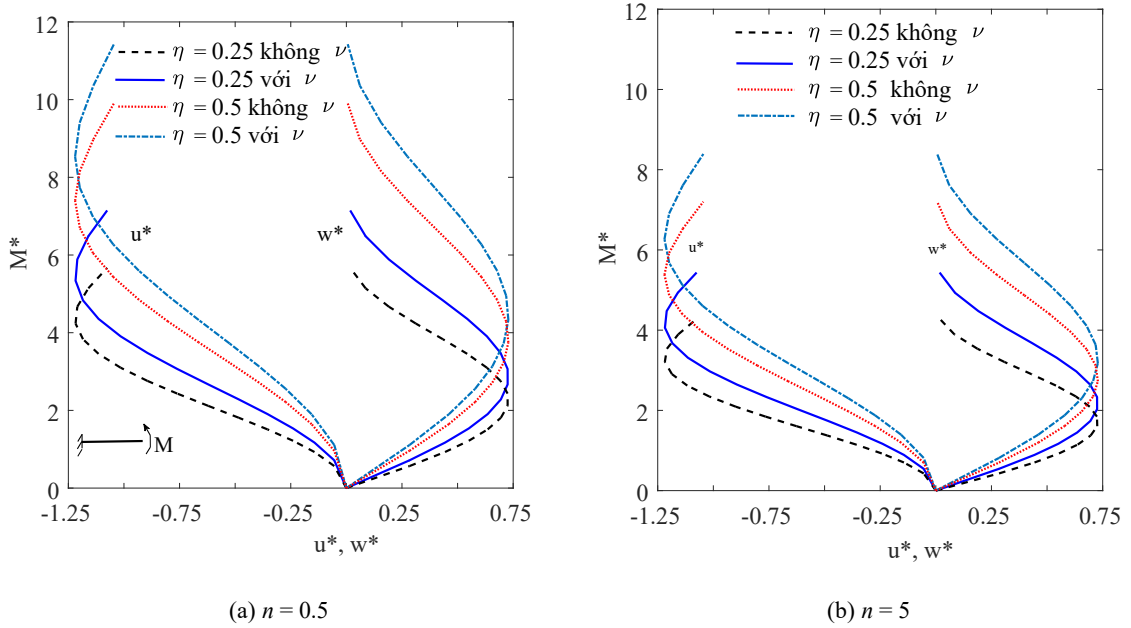 12
10
8
6
4
2
0
M*
η = 0.25 không ν
η = 0.25 với ν
η = 0.5 không ν
η = 0.5 với ν
u*
w*
M
-1.25
-0.75
-0.25
0.25
0.75
u*, w*
(a) n = 0.5
12
10
8
6
4
2
0
M*
η = 0.25 không ν
η = 0.25 với ν
η = 0.5 không ν
η = 0.5 với ν
u*
w*
-1.25
-0.75
-0.25
0.25
0.75
u*, w*
(b) n = 5